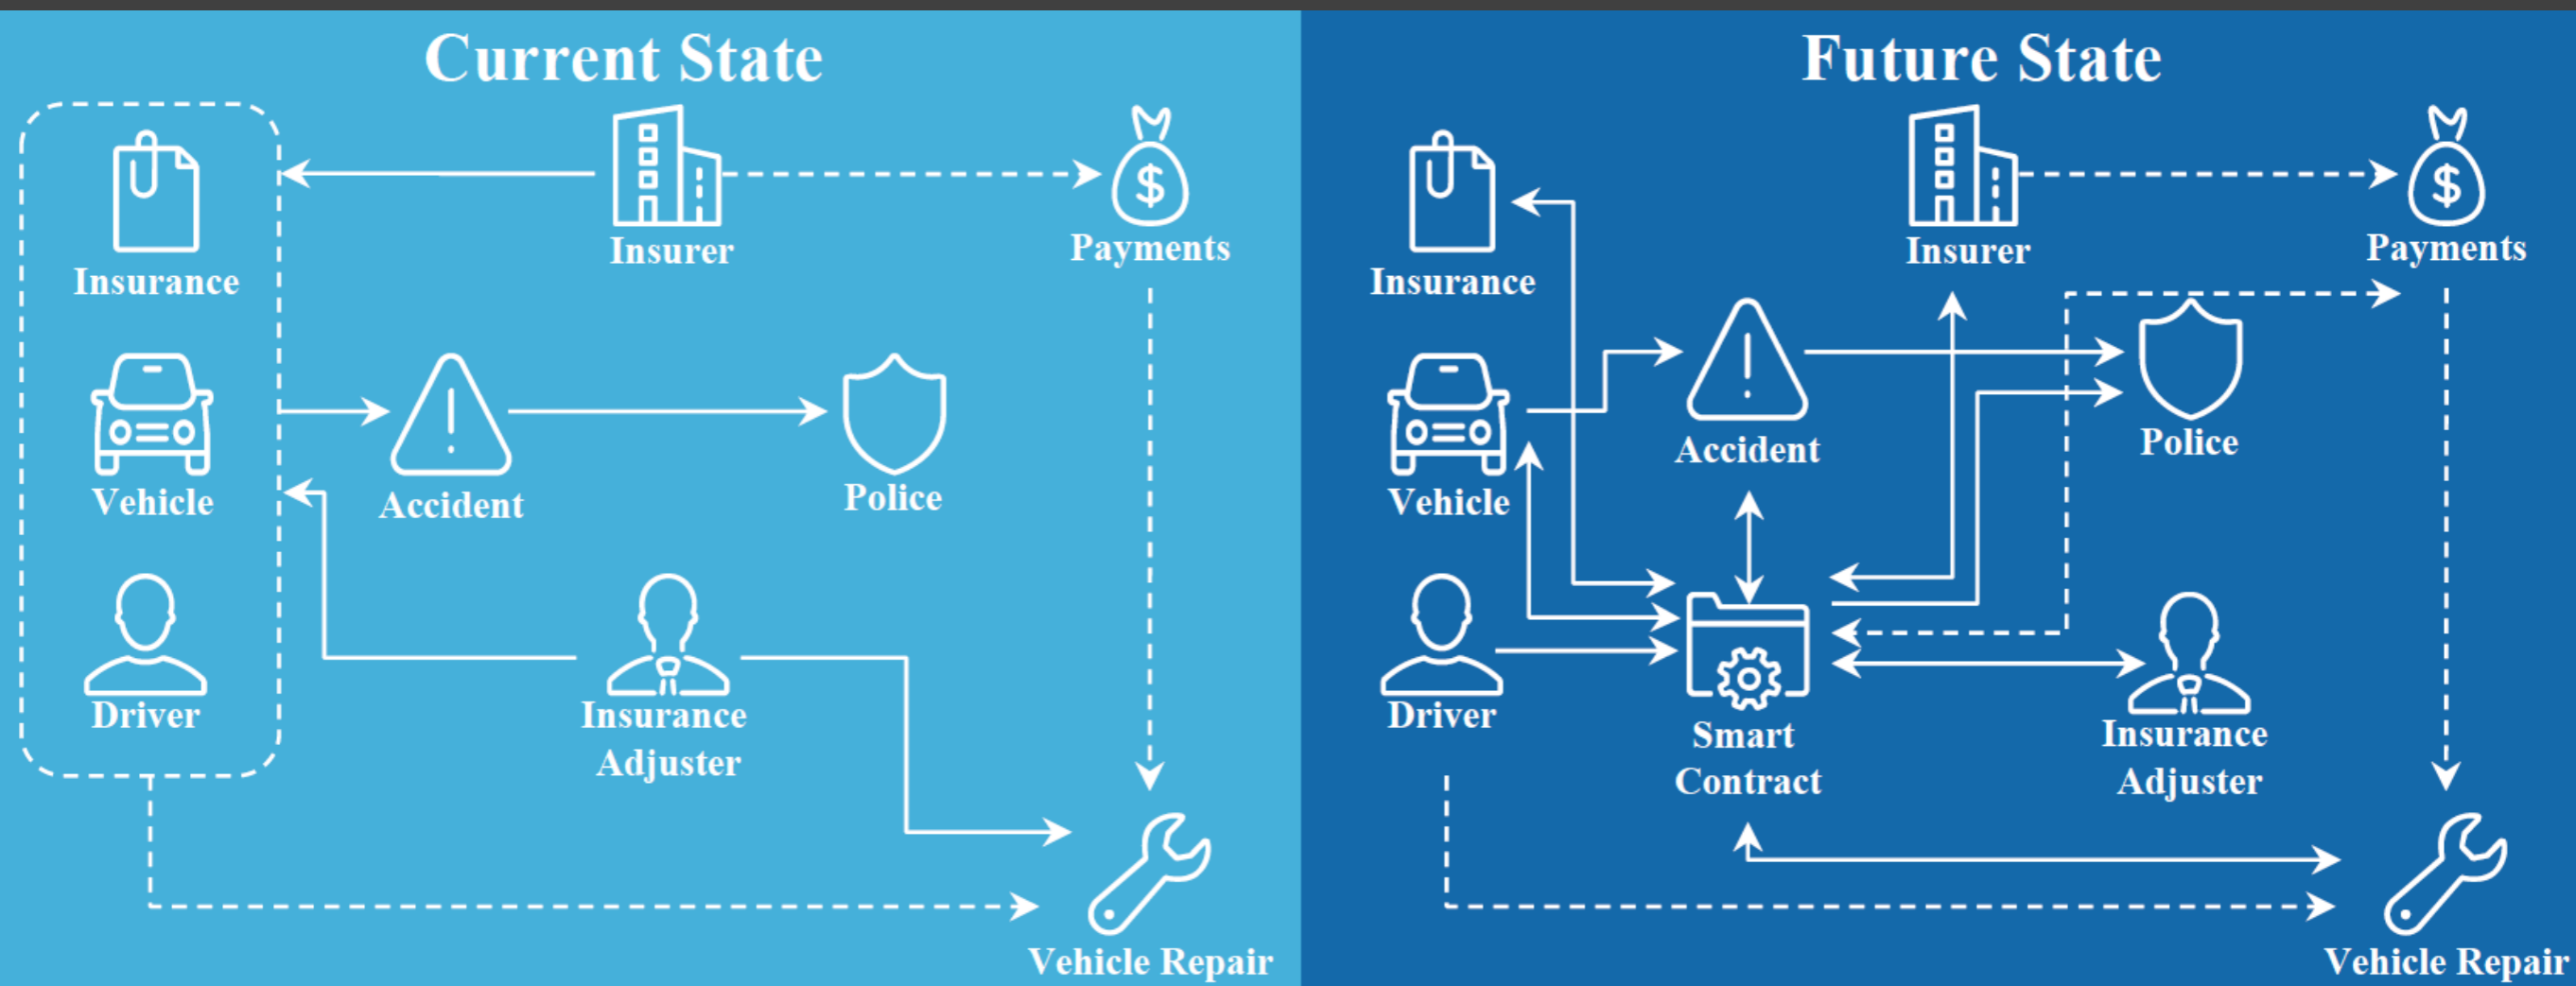 Current State
Insurance
Insurer
Payments
$
Vehicle
Accident
Police
Driver
Insurance
Adjuster
Vehicle Repair
Future State
Insurance
Insurer
Payments
$
Vehicle
Accident
Police
Driver
Smart
Contract
Insurance
Adjuster
Vehicle Repair